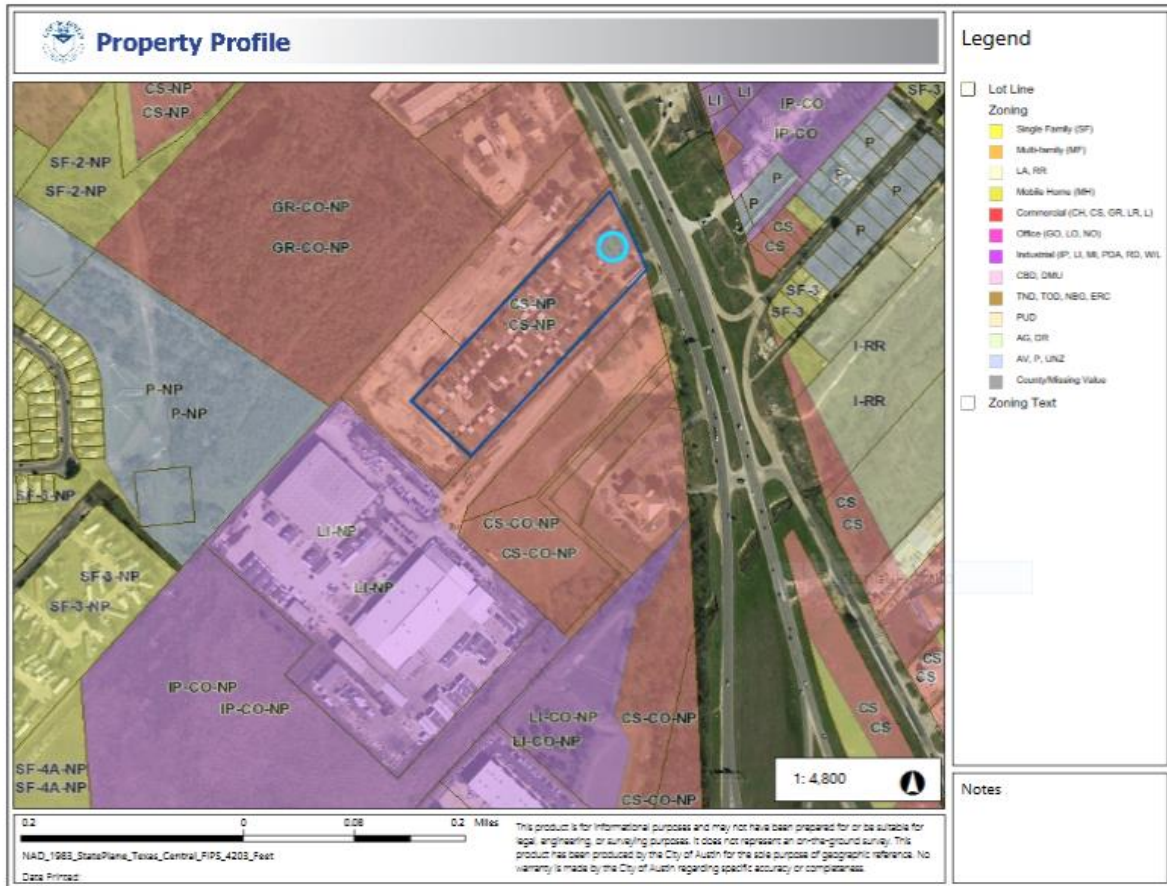 Property Profile
Legend
Lot Line
Zoning
Single Family (SF)
Multi-family (MF)
LA, RR
Mobile Home (MH)
Commercial (CH, CS, GR, LR, L)
Office (GO, LO, NO)
Industrial (IP, LI, MI, PDA, RD, W/L
CBD, DMU
TND, TOD, NBG, ERC
PUD
AG, DR
AV, P, UNZ
County/Missing Value
Zoning Text
CS-NP
CS-NP
LI
LI
IP-CO
IP-CO
SF-3
SF-2-NP
SF-2-NP
P
P
P
P
P
P
GR-CO-NP
GR-CO-NP
CS
CS
SF-3
SF-3
CS-NP
CS-NP
I-RR
I-RR
P-NP
P-NP
SF-3-NP
CS-CO-NP
CS-CO-NP
CS
CS
LI-NP
LI-NP
SF-3-NP
SF-3-NP
IP-CO-NP
IP-CO-NP
CS
CS
LI-CO-NP
LI-CO-NP
CS-CO-NP
CS
CS
SF-4A-NP
SF-4A-NP
CS-CO-NP
1: 4,800
Notes
0.2 0 0.08 0.2 Miles
NAD_1983_StatePlane_Texas_Central_FIPS_4203_Feet
Date Printed:
This product is for informational purposes and may not have been prepared for or be suitable for
legal, engineering, or surveying purposes. It does not represent an on-the-ground survey. This
product has been produced by the City of Austin for the sole purpose of geographic reference. No
warranty is made by the City of Austin regarding specific accuracy or completeness.